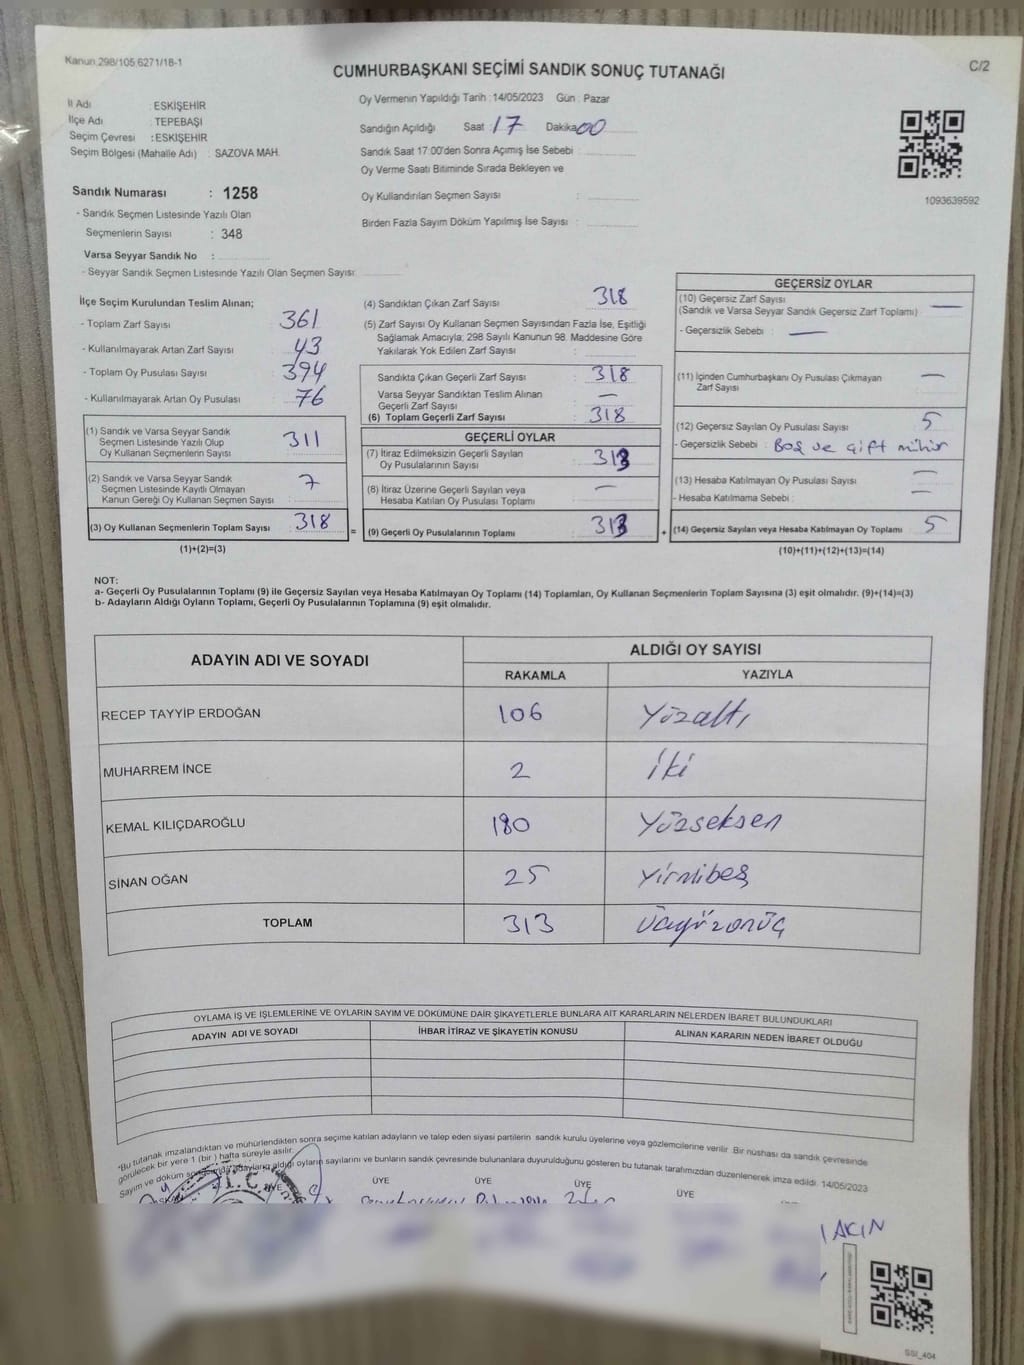 Kanun.298/105,6271/18-1
C/2
CUMHURBAŞKANI SEÇİMİ SANDIK SONUÇ TUTANAĞI
İl Adı : ESKİŞEHİR
İlçe Adı : TEPEBAŞI
Seçim Çevresi : ESKİŞEHİR
Seçim Bölgesi (Mahalle Adı) : SAZOVA MAH.
Sandık Numarası : 1258
- Sandık Seçmen Listesinde Yazılı Olan
Seçmenlerin Sayısı : 348
Varsa Seyyar Sandık No :
- Seyyar Sandık Seçmen Listesinde Yazılı Olan Seçmen Sayısı:
Oy Vermenin Yapıldığı Tarih :14/05/2023 Gün : Pazar
Sandığın Açıldığı Saat 17 Dakika 00
Sandık Saat 17:00'den Sonra Açımış İse Sebebi :
Oy Verme Saati Bitiminde Sırada Bekleyen ve
Oy Kullandırılan Seçmen Sayısı :
Birden Fazla Sayım Döküm Yapılmış İse Sayısı :
1093639592
İlçe Seçim Kurulundan Teslim Alınan;
- Toplam Zarf Sayısı : 361
- Kullanılmayarak Artan Zarf Sayısı : 43
- Toplam Oy Pusulası Sayısı : 394
- Kullanılmayarak Artan Oy Pusulası : 76
(1) Sandık ve Varsa Seyyar Sandık
Seçmen Listesinde Yazılı Olup
Oy Kullanan Seçmenlerin Sayısı : 311
(2) Sandık ve Varsa Seyyar Sandık
Seçmen Listesinde Kayıtlı Olmayan
Kanun Gereği Oy Kullanan Seçmen Sayısı : 7
(3) Oy Kullanan Seçmenlerin Toplam Sayısı : 318
(1)+(2)=(3)
(4) Sandıktan Çıkan Zarf Sayısı : 318
(5) Zarf Sayısı Oy Kullanan Seçmen Sayısından Fazla İse, Eşitliği
Sağlamak Amacıyla; 298 Sayılı Kanunun 98. Maddesine Göre
Yakılarak Yok Edilen Zarf Sayısı :
Sandıkta Çıkan Geçerli Zarf Sayısı : 318
Varsa Seyyar Sandıktan Teslim Alınan
Geçerli Zarf Sayısı : —
(6) Toplam Geçerli Zarf Sayısı : 318
GEÇERLİ OYLAR
(7) İtiraz Edilmeksizin Geçerli Sayılan
Oy Pusulalarının Sayısı : 313
(8) İtiraz Üzerine Geçerli Sayılan veya
Hesaba Katılan Oy Pusulası Toplamı : —
= (9) Geçerli Oy Pusulalarının Toplamı : 313 +
GEÇERSİZ OYLAR
(10) Geçersiz Zarf Sayısı
(Sandık ve Varsa Seyyar Sandık Geçersiz Zarf Toplamı) : —
- Geçersizlik Sebebi : —
(11) İçinden Cumhurbaşkanı Oy Pusulası Çıkmayan
Zarf Sayısı : —
(12) Geçersiz Sayılan Oy Pusulası Sayısı : 5
- Geçersizlik Sebebi : Boş ve çift mühür
(13) Hesaba Katılmayan Oy Pusulası Sayısı : —
- Hesaba Katılmama Sebebi : —
(14) Geçersiz Sayılan veya Hesaba Katılmayan Oy Toplamı : 5
(10)+(11)+(12)+(13)=(14)
NOT:
a- Geçerli Oy Pusulalarının Toplamı (9) ile Geçersiz Sayılan veya Hesaba Katılmayan Oy Toplamı (14) Toplamları, Oy Kullanan Seçmenlerin Toplam Sayısına (3) eşit olmalıdır. (9)+(14)=(3)
b- Adayların Aldığı Oyların Toplamı, Geçerli Oy Pusulalarının Toplamına (9) eşit olmalıdır.
ADAYIN ADI VE SOYADI
ALDIĞI OY SAYISI
RAKAMLA YAZIYLA
RECEP TAYYİP ERDOĞAN 106 Yüzaltı
MUHARREM İNCE 2 iki
KEMAL KILIÇDAROĞLU 180 Yüzseksen
SİNAN OĞAN 25 Yirmibeş
TOPLAM 313 Üçyüzonüç
OYLAMA İŞ VE İŞLEMLERİNE VE OYLARIN SAYIM VE DÖKÜMÜNE DAİR ŞİKAYETLERLE BUNLARA AİT KARARLARIN NELERDEN İBARET BULUNDUKLARI
ADAYIN ADI VE SOYADI İHBAR İTİRAZ VE ŞİKAYETİN KONUSU ALINAN KARARIN NEDEN İBARET OLDUĞU
*Bu tutanak imzalandıktan ve mühürlendikten sonra seçime katılan adayların ve talep eden siyasi partilerin sandık kurulu üyelerine veya gözlemcilerine verilir .Bir nüshası da sandık çevresinde
görülecek bir yere 1 (bir ) hafta süreyle asılır.
Sayım ve döküm adayların aldığı oyların sayılarını ve bunların sandık çevresinde bulunanlara duyurulduğunu gösteren bu tutanak tarafımızdan düzenlenerek imza edildi. 14/05/2023
T.C.
ÜYE ÜYE ÜYE ÜYE ÜYE
AKIN
SSİ_404